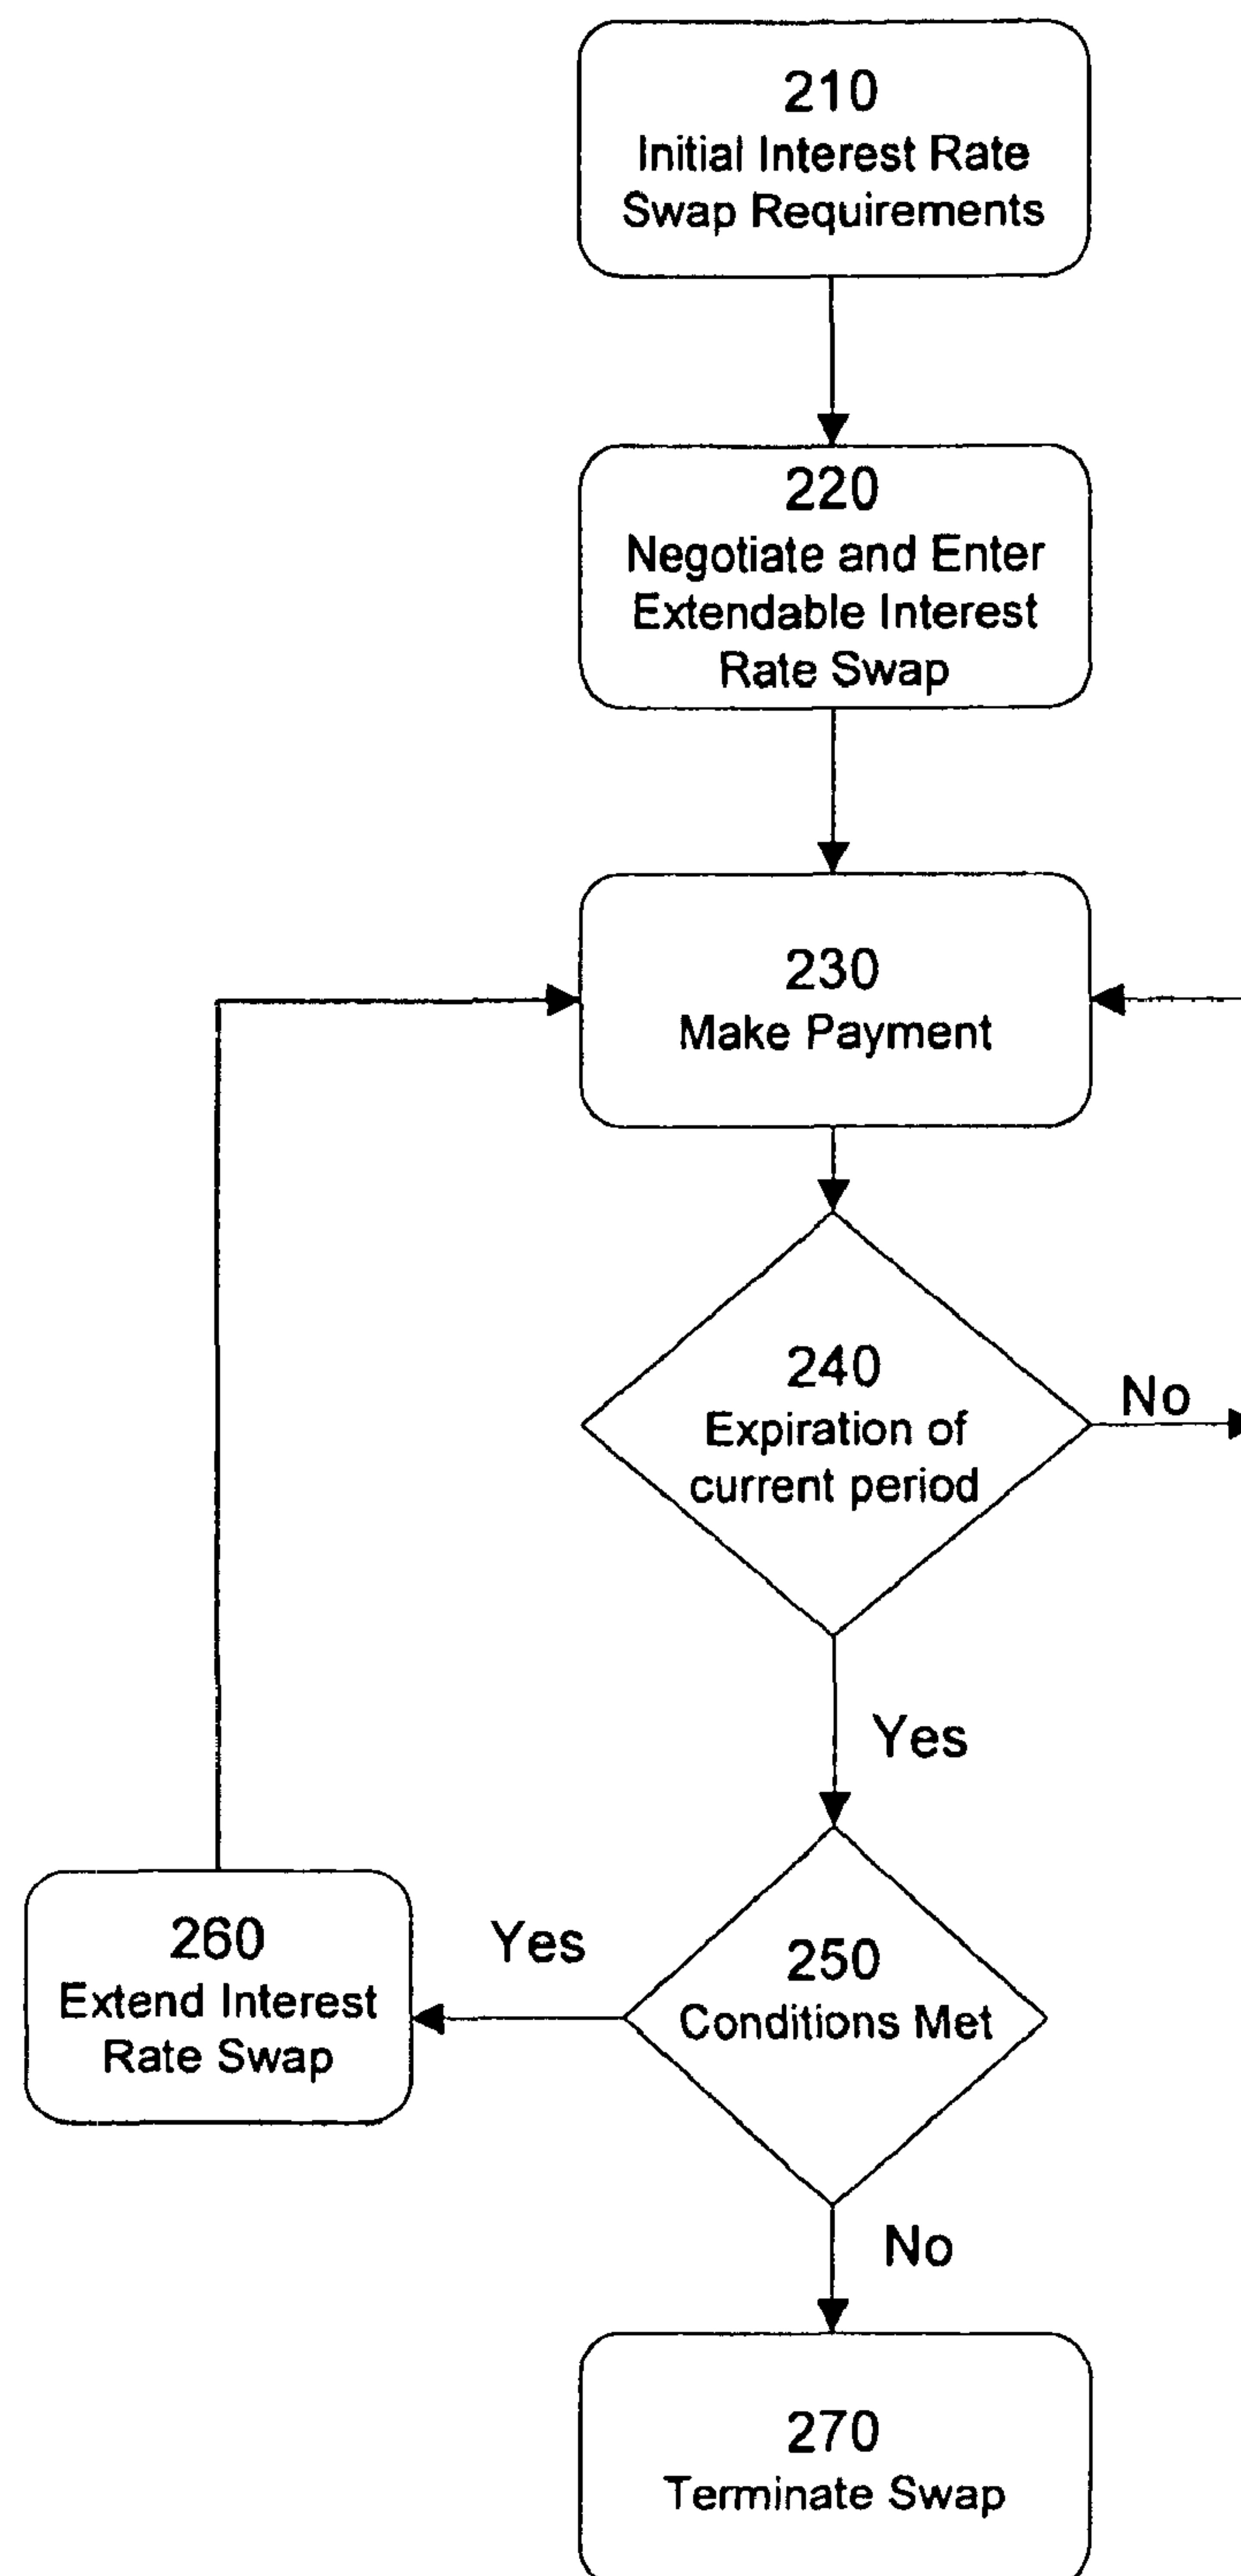 210
Initial Interest Rate
Swap Requirements
220
Negotiate and Enter
Extendable Interest
Rate Swap
230
Make Payment
240
Expiration of
current period
No
Yes
260
Extend Interest
Rate Swap
Yes
250
Conditions Met
No
270
Terminate Swap